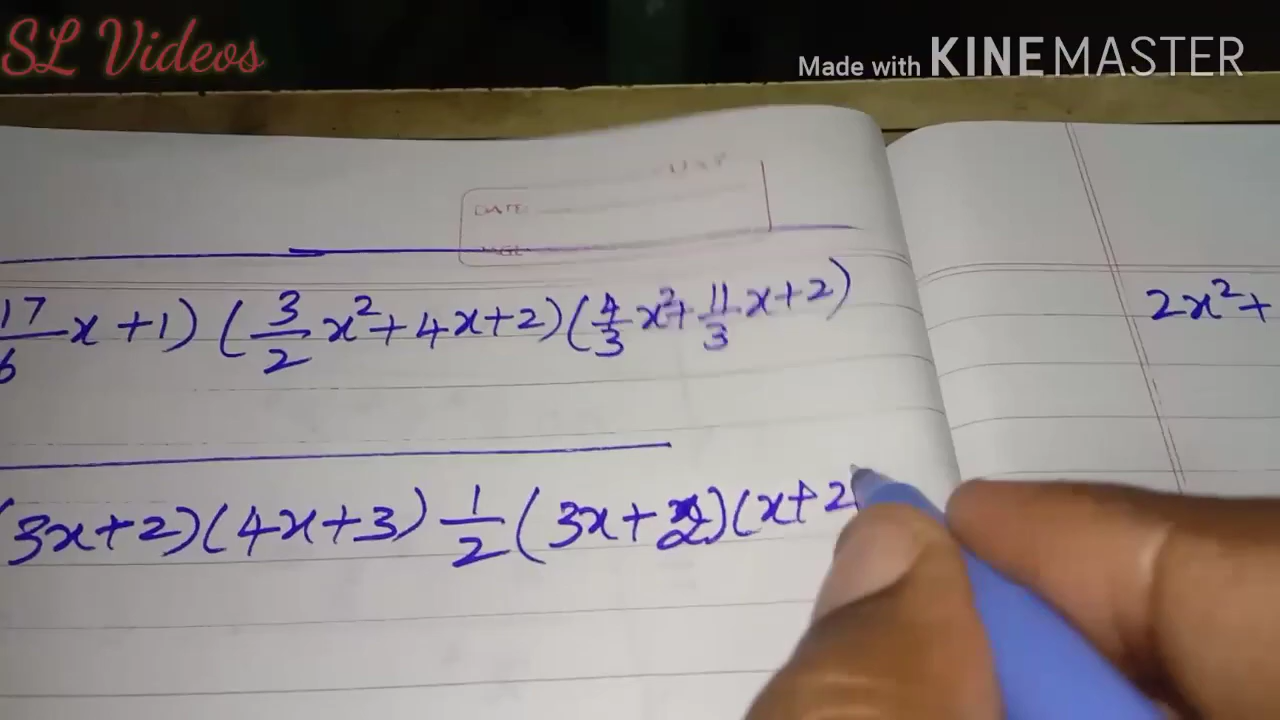 SL Videos
Made with KINEMASTER
DATE
17/6 x + 1) (3/2 x² + 4x + 2) (4/3 x² + 11/3 x + 2)
2x² +
(3x + 2) (4x + 3) 1/2 (3x + 2) (x + 2